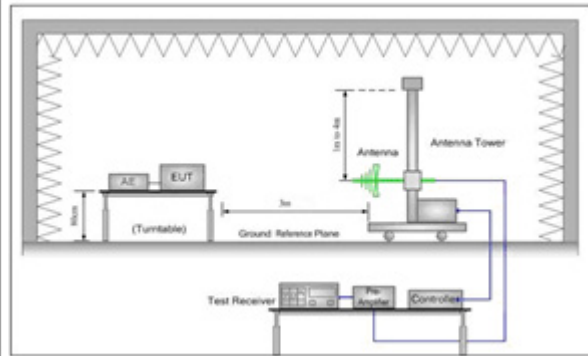 1m to 4m
Antenna
Antenna Tower
AE
EUT
80cm
(Turntable)
3m
Ground Reference Plane
Test Receiver
Pre-
Amplifier
Controller